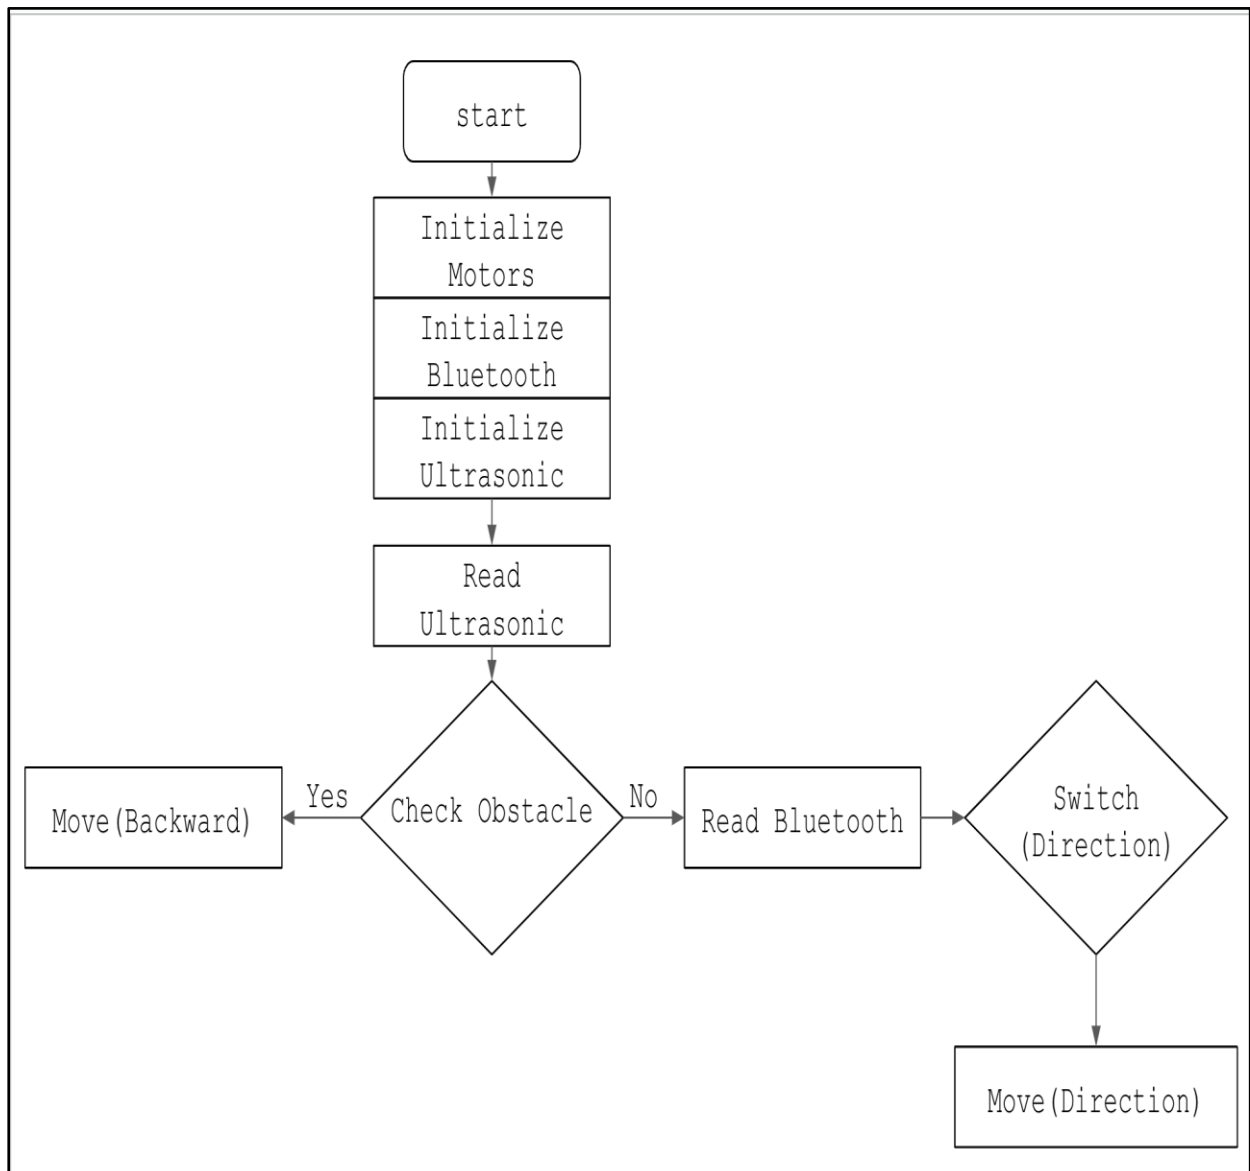 start
Initialize
Motors
Initialize
Bluetooth
Initialize
Ultrasonic
Read
Ultrasonic
Check Obstacle
Yes
Move(Backward)
No
Read Bluetooth
Switch
(Direction)
Move(Direction)